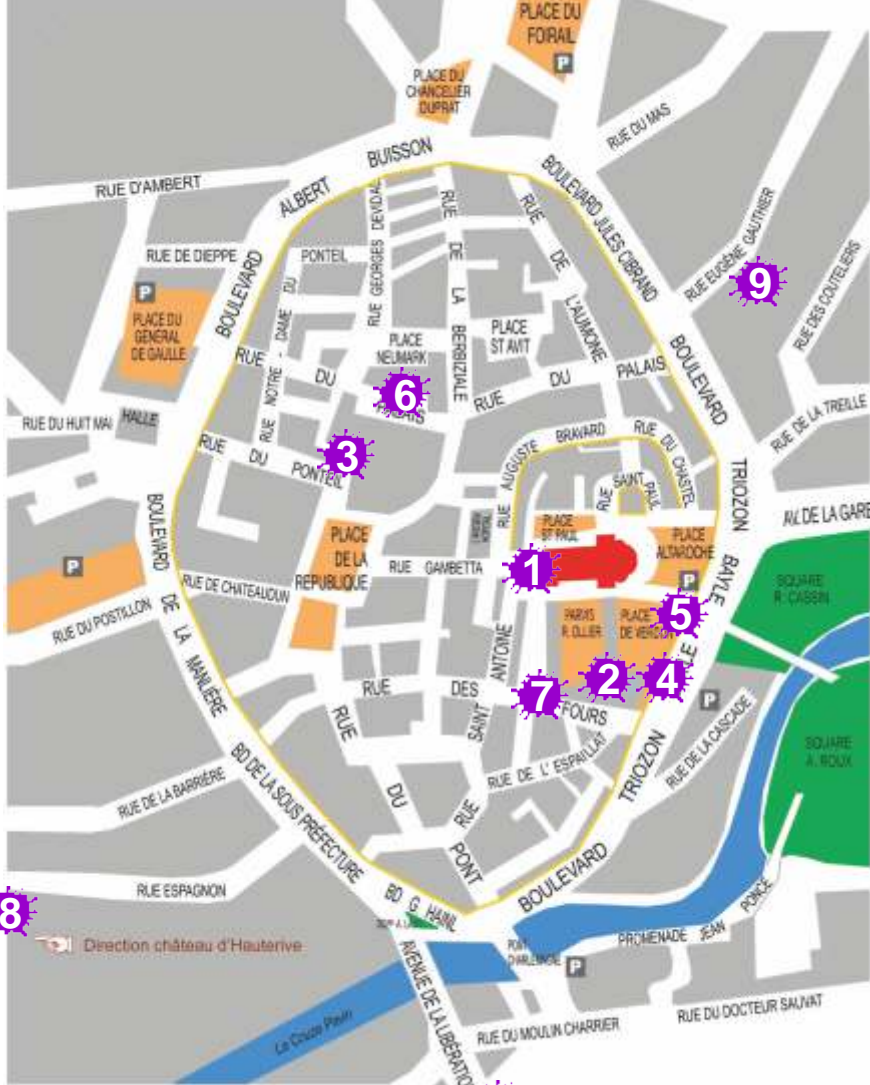 PLACE DU
FOIRAIL
P
PLACE DU
CHANCELIER
DUPRAT
RUE DU MAS
BUISSON
ALBERT
BOULEVARD
RUE D'AMBERT
BOULEVARD JULES CIBRAND
RUE GEORGES DEVIDAL
RUE DE LA BERBIZIALE
RUE DE L'AUMONE
RUE EUGÈNE GAUTHIER
9
RUE DES COUTELIERS
RUE DE DIEPPE
PONTEIL
RUE NOTRE - DAME DU
P
PLACE DU
GÉNÉRAL
DE GAULLE
PLACE
NEUMARK
PLACE
ST AVIT
RUE DU
6
RUE DU PALAIS
BOULEVARD
TRIOZON
BAYLE
RUE DE LA TREILLE
RUE DU HUIT MAI
HALLE
RUE DU PONTEIL
3
RUE AUGUSTE BRAVARD
RUE DU CHASTEL
RUE SAINT PAUL
AV. DE LA GARE
PLACE
ST PAUL
PLACE
ALTAROCHE
P
PLACE
DE LA
RÉPUBLIQUE
RUE GAMBETTA
1
BOULEVARD DE LA MANLIÈRE
P
RUE DE CHATEAUDUN
RUE DU POSTILLON
SQUARE
R. CASSIN
PARVIS
R. OLLIER
PLACE
DE VERDUN
5
2
4
7
RUE DES
FOURS
SAINT ANTOINE
P
RUE DE LA CASCADE
SQUARE
A. ROUX
RUE DE L' ESPAILLAT
TRIOZON
BOULEVARD
RUE DU PONT
RUE
RUE DE LA BARRIÈRE
BD DE LA SOUS PRÉFECTURE
RUE ESPAGNON
8
BD G HAINL
Direction château d'Hauterive
PONT
D'ARLEMAGNE
P
PROMENADE JEAN PONCE
AVENUE DE LA LIBÉRATION
La Couze Pavin
RUE DU MOULIN CHARRIER
RUE DU DOCTEUR SAUVAT